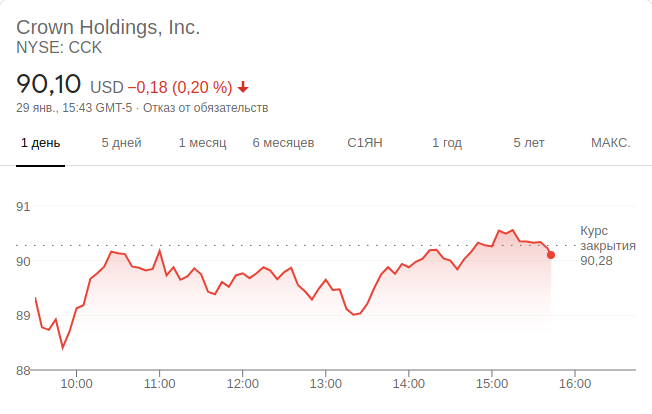 Crown Holdings, Inc.
NYSE: CCK
90,10 USD −0,18 (0,20 %)
29 янв., 15:43 GMT-5 · Отказ от обязательств
1 день 5 дней 1 месяц 6 месяцев С1ЯН 1 год 5 лет МАКС.
91
90
89
88
Курс
закрытия
90,28
10:00 11:00 12:00 13:00 14:00 15:00 16:00